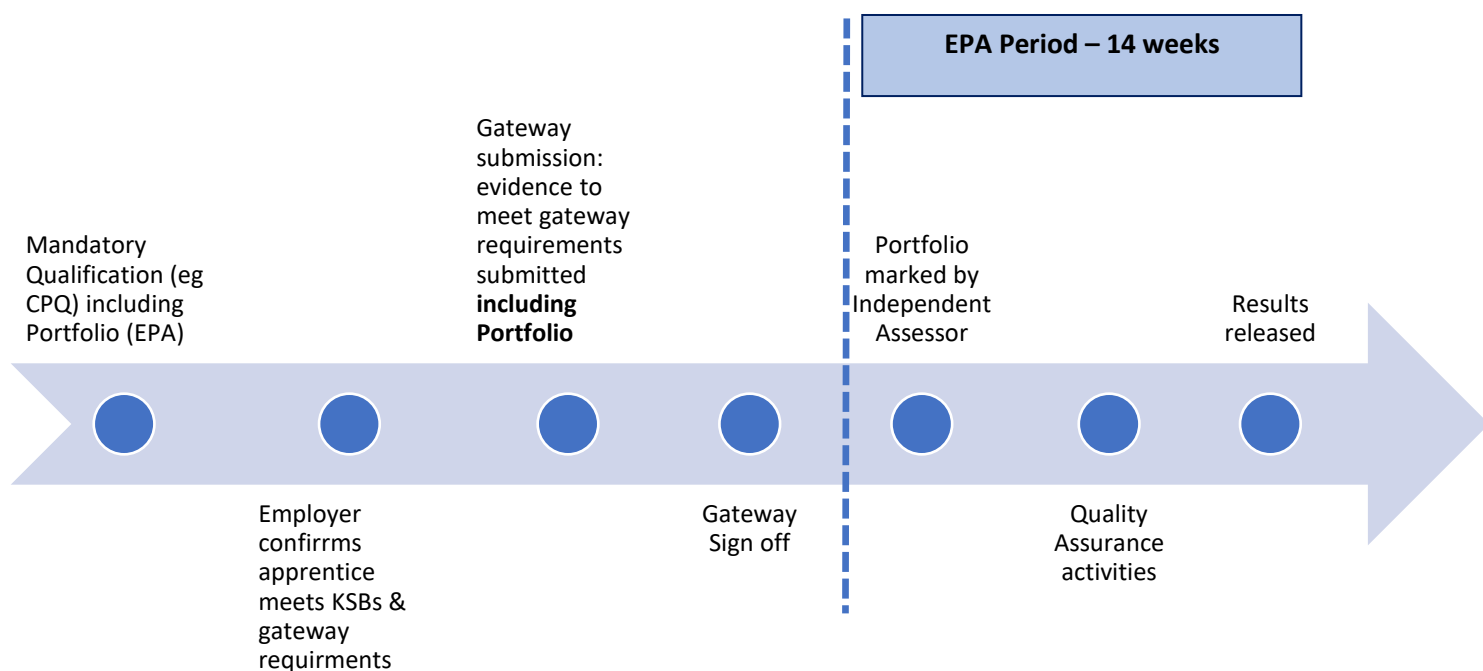 EPA Period – 14 weeks
Mandatory
Qualification (eg
CPQ) including
Portfolio (EPA)
Employer
confirrms
apprentice
meets KSBs &
gateway
requirments
Gateway
submission:
evidence to
meet gateway
requirements
submitted
including
Portfolio
Gateway
Sign off
Portfolio
marked by
Independent
Assessor
Quality
Assurance
activities
Results
released